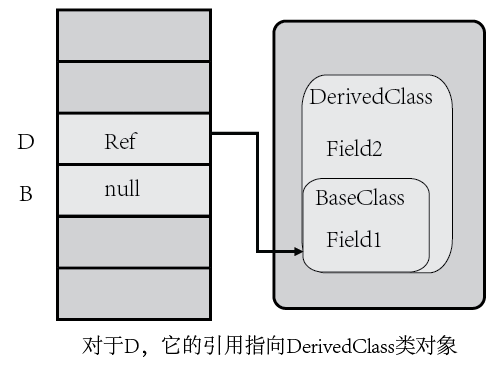 D
Ref
B
null
DerivedClass
Field2
BaseClass
Field1
对于D，它的引用指向DerivedClass类对象